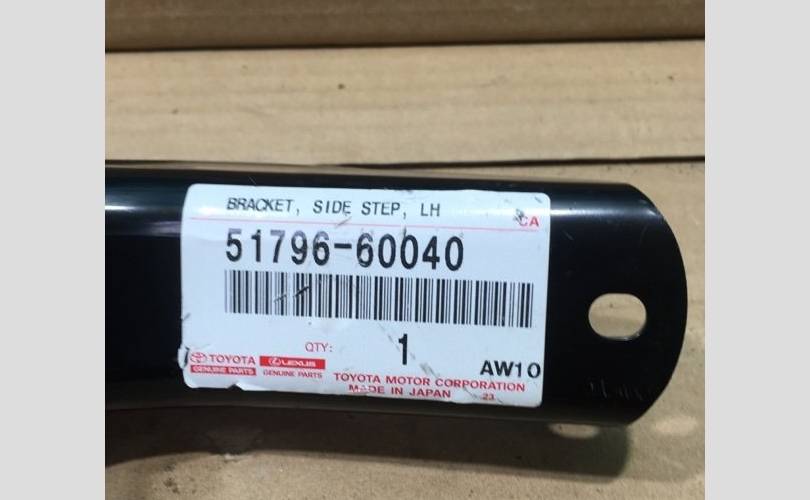 BRACKET, SIDE STEP, LH
CA
51796-60040
QTY: 1
AW10
TOYOTA LEXUS
GENUINE PARTS GENUINE PARTS
TOYOTA MOTOR CORPORATION
MADE IN JAPAN 23